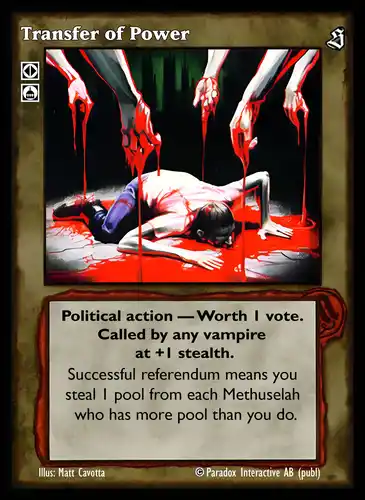 Transfer of Power
Political action — Worth 1 vote.
Called by any vampire
at +1 stealth.
Successful referendum means you
steal 1 pool from each Methuselah
who has more pool than you do.
Illus: Matt Cavotta
© Paradox Interactive AB (publ)